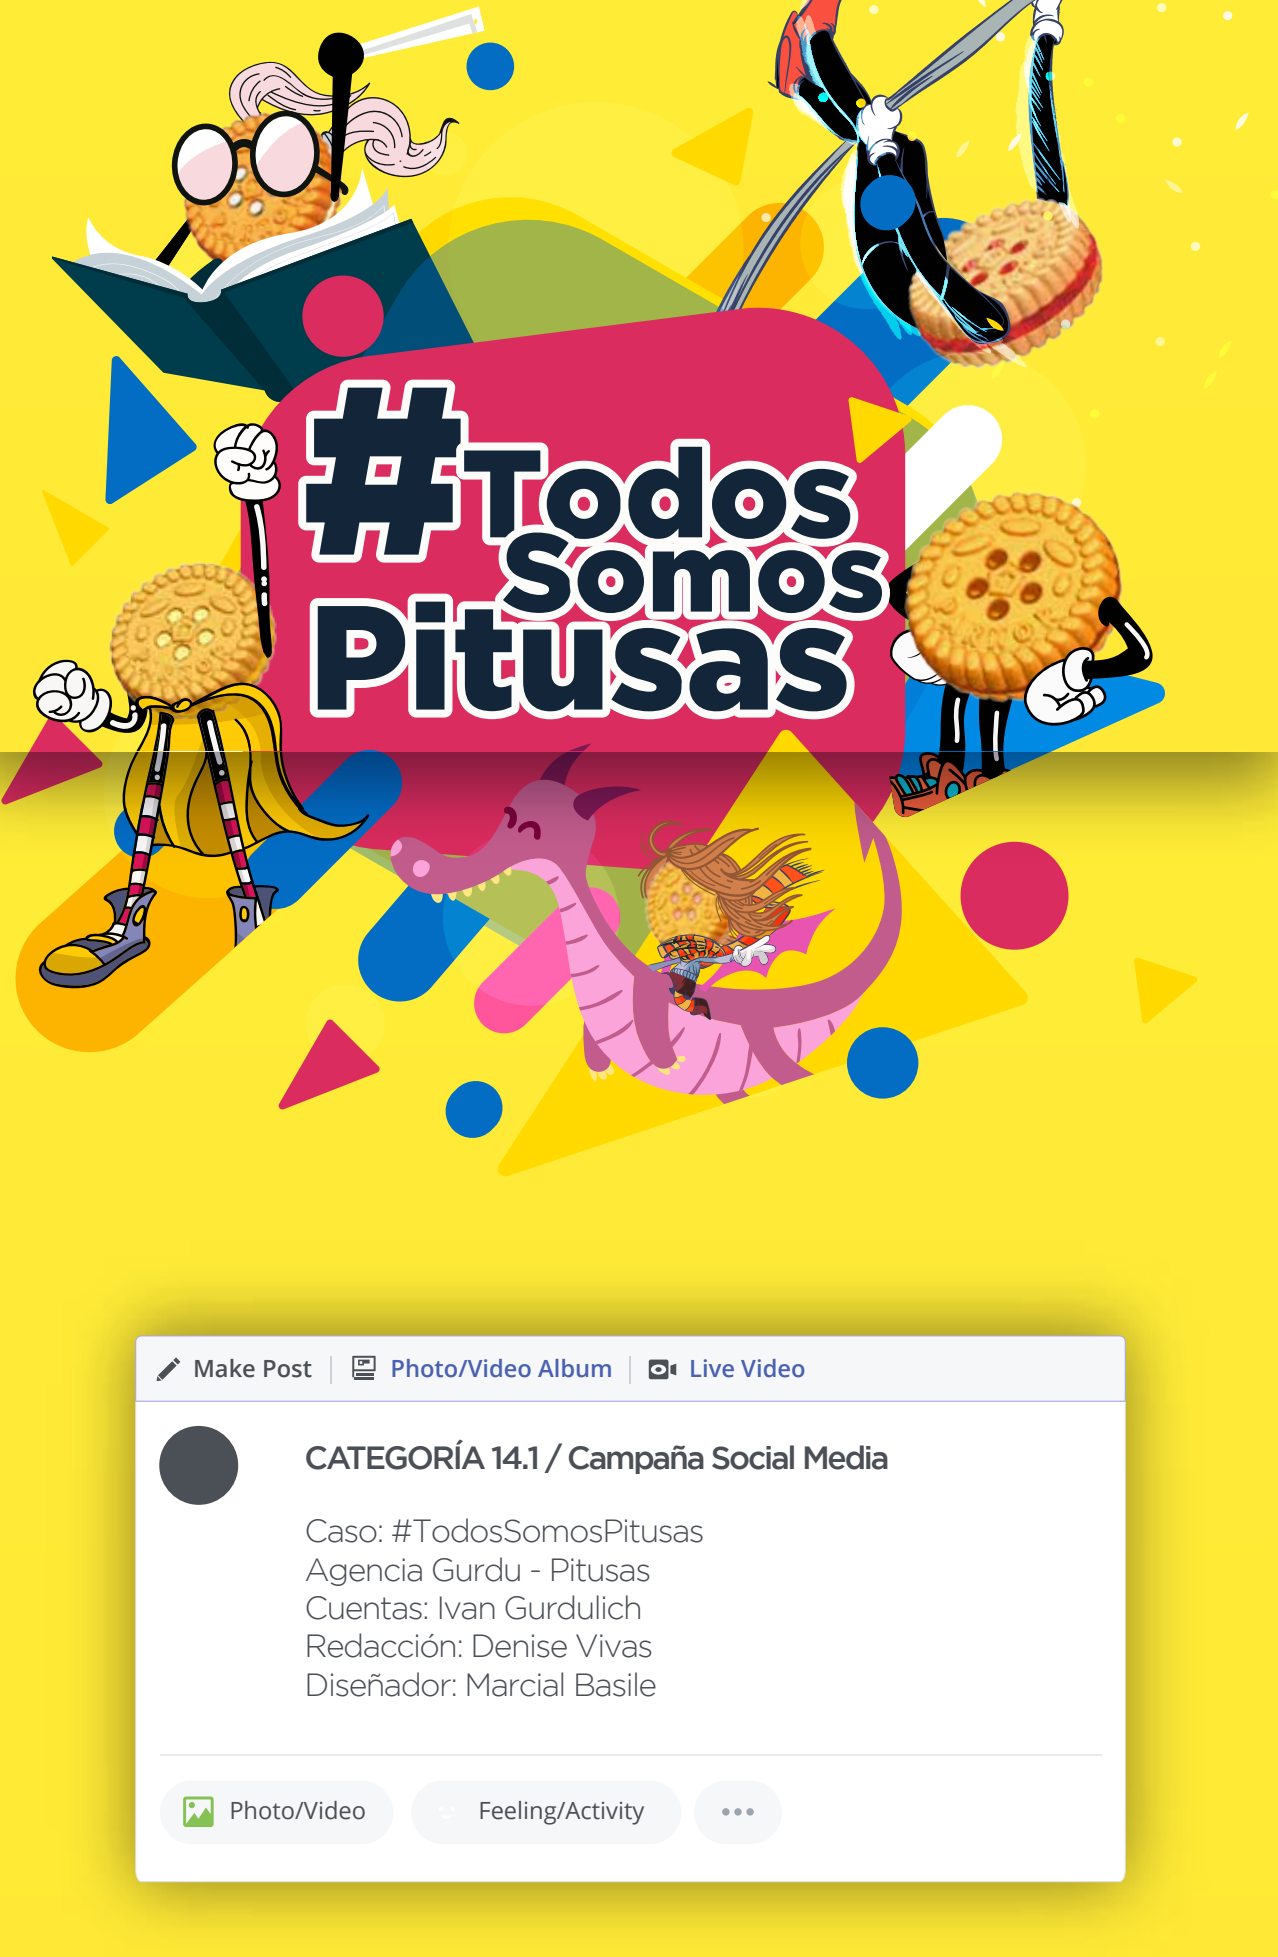 #Todos
Somos
Pitusas
Make Post
Photo/Video Album
Live Video
CATEGORÍA 14.1 / Campaña Social Media
Caso: #TodosSomosPitusas
Agencia Gurdu - Pitusas
Cuentas: Ivan Gurdulich
Redacción: Denise Vivas
Diseñador: Marcial Basile
Photo/Video
Feeling/Activity